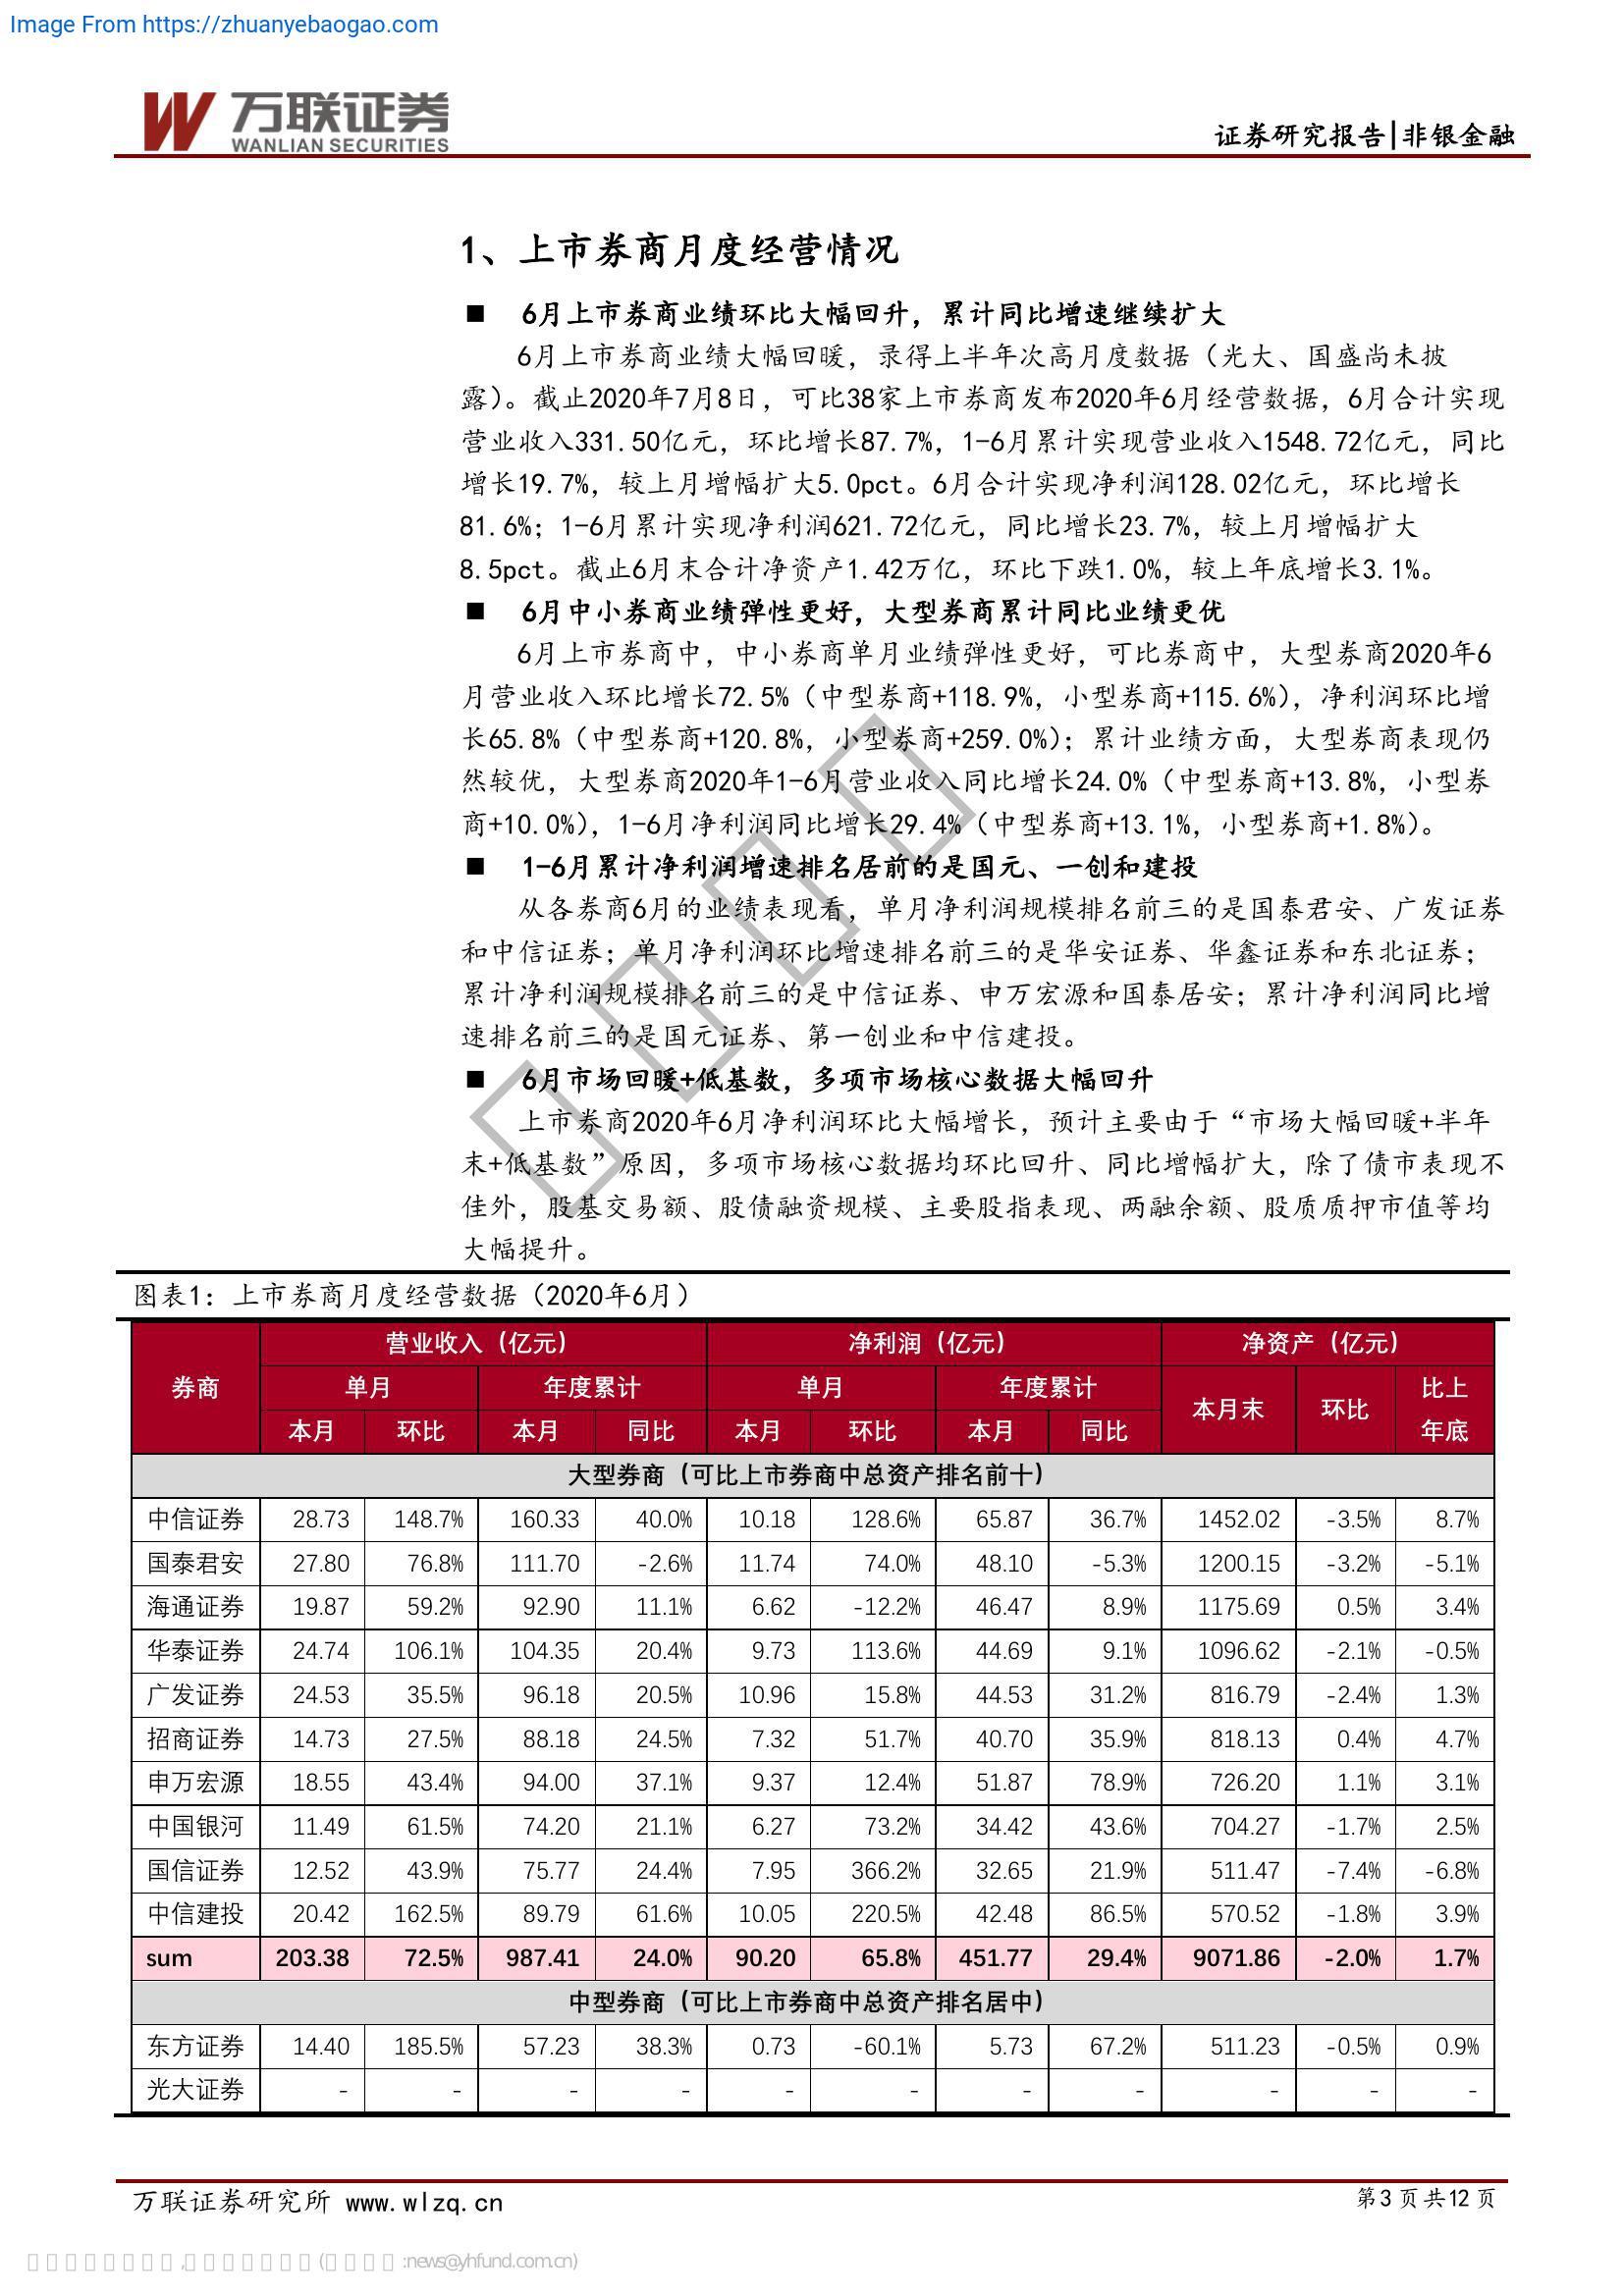 Image From https://zhuanyebaogao.com
万联证券
WANLIAN SECURITIES
证券研究报告|非银金融
1、上市券商月度经营情况
■ 6月上市券商业绩环比大幅回升，累计同比增速继续扩大
6月上市券商业绩大幅回暖，录得上半年次高月度数据（光大、国盛尚未披
露）。截止2020年7月8日，可比38家上市券商发布2020年6月经营数据，6月合计实现
营业收入331.50亿元，环比增长87.7%，1-6月累计实现营业收入1548.72亿元，同比
增长19.7%，较上月增幅扩大5.0pct。6月合计实现净利润128.02亿元，环比增长
81.6%；1-6月累计实现净利润621.72亿元，同比增长23.7%，较上月增幅扩大
8.5pct。截止6月末合计净资产1.42万亿，环比下跌1.0%，较上年底增长3.1%。
■ 6月中小券商业绩弹性更好，大型券商累计同比业绩更优
6月上市券商中，中小券商单月业绩弹性更好，可比券商中，大型券商2020年6
月营业收入环比增长72.5%（中型券商+118.9%，小型券商+115.6%），净利润环比增
长65.8%（中型券商+120.8%，小型券商+259.0%）；累计业绩方面，大型券商表现仍
然较优，大型券商2020年1-6月营业收入同比增长24.0%（中型券商+13.8%，小型券
商+10.0%），1-6月净利润同比增长29.4%（中型券商+13.1%，小型券商+1.8%）。
■ 1-6月累计净利润增速排名居前的是国元、一创和建投
从各券商6月的业绩表现看，单月净利润规模排名前三的是国泰君安、广发证券
和中信证券；单月净利润环比增速排名前三的是华安证券、华鑫证券和东北证券；
累计净利润规模排名前三的是中信证券、申万宏源和国泰居安；累计净利润同比增
速排名前三的是国元证券、第一创业和中信建投。
■ 6月市场回暖+低基数，多项市场核心数据大幅回升
上市券商2020年6月净利润环比大幅增长，预计主要由于“市场大幅回暖+半年
末+低基数”原因，多项市场核心数据均环比回升、同比增幅扩大，除了债市表现不
佳外，股基交易额、股债融资规模、主要股指表现、两融余额、股质质押市值等均
大幅提升。
图表1：上市券商月度经营数据（2020年6月）
券商 营业收入（亿元） 净利润（亿元） 净资产（亿元）
单月 年度累计 单月 年度累计 本月末 环比 比上年底
本月 环比 本月 同比 本月 环比 本月 同比
大型券商（可比上市券商中总资产排名前十）
中信证券 28.73 148.7% 160.33 40.0% 10.18 128.6% 65.87 36.7% 1452.02 -3.5% 8.7%
国泰君安 27.80 76.8% 111.70 -2.6% 11.74 74.0% 48.10 -5.3% 1200.15 -3.2% -5.1%
海通证券 19.87 59.2% 92.90 11.1% 6.62 -12.2% 46.47 8.9% 1175.69 0.5% 3.4%
华泰证券 24.74 106.1% 104.35 20.4% 9.73 113.6% 44.69 9.1% 1096.62 -2.1% -0.5%
广发证券 24.53 35.5% 96.18 20.5% 10.96 15.8% 44.53 31.2% 816.79 -2.4% 1.3%
招商证券 14.73 27.5% 88.18 24.5% 7.32 51.7% 40.70 35.9% 818.13 0.4% 4.7%
申万宏源 18.55 43.4% 94.00 37.1% 9.37 12.4% 51.87 78.9% 726.20 1.1% 3.1%
中国银河 11.49 61.5% 74.20 21.1% 6.27 73.2% 34.42 43.6% 704.27 -1.7% 2.5%
国信证券 12.52 43.9% 75.77 24.4% 7.95 366.2% 32.65 21.9% 511.47 -7.4% -6.8%
中信建投 20.42 162.5% 89.79 61.6% 10.05 220.5% 42.48 86.5% 570.52 -1.8% 3.9%
sum 203.38 72.5% 987.41 24.0% 90.20 65.8% 451.77 29.4% 9071.86 -2.0% 1.7%
中型券商（可比上市券商中总资产排名居中）
东方证券 14.40 185.5% 57.23 38.3% 0.73 -60.1% 5.73 67.2% 511.23 -0.5% 0.9%
光大证券 - - - - - - - - - - -
万联证券研究所 www.wlzq.cn
第3页共12页
:news@yhfund.com.cn)